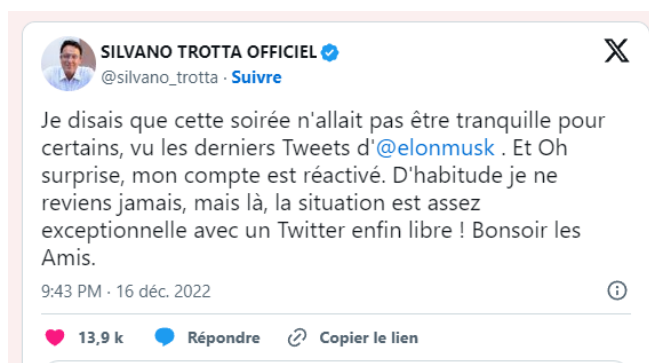 SILVANO TROTTA OFFICIEL
@silvano_trotta · Suivre
Je disais que cette soirée n'allait pas être tranquille pour
certains, vu les derniers Tweets d'@elonmusk . Et Oh
surprise, mon compte est réactivé. D'habitude je ne
reviens jamais, mais là, la situation est assez
exceptionnelle avec un Twitter enfin libre ! Bonsoir les
Amis.
9:43 PM · 16 déc. 2022
13,9 k Répondre Copier le lien